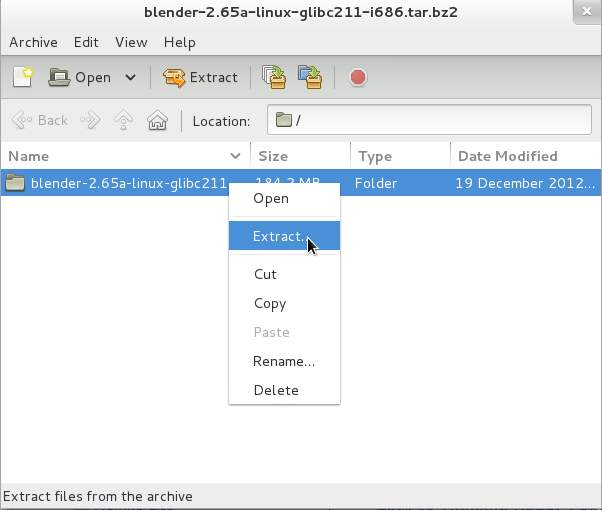 blender-2.65a-linux-glibc211-i686.tar.bz2
Archive Edit View Help
Open Extract
Back Location: /
Name Size Type Date Modified
blender-2.65a-linux-glibc211 184.2 MB Folder 19 December 2012...
Open
Extract...
Cut
Copy
Paste
Rename...
Delete
Extract files from the archive